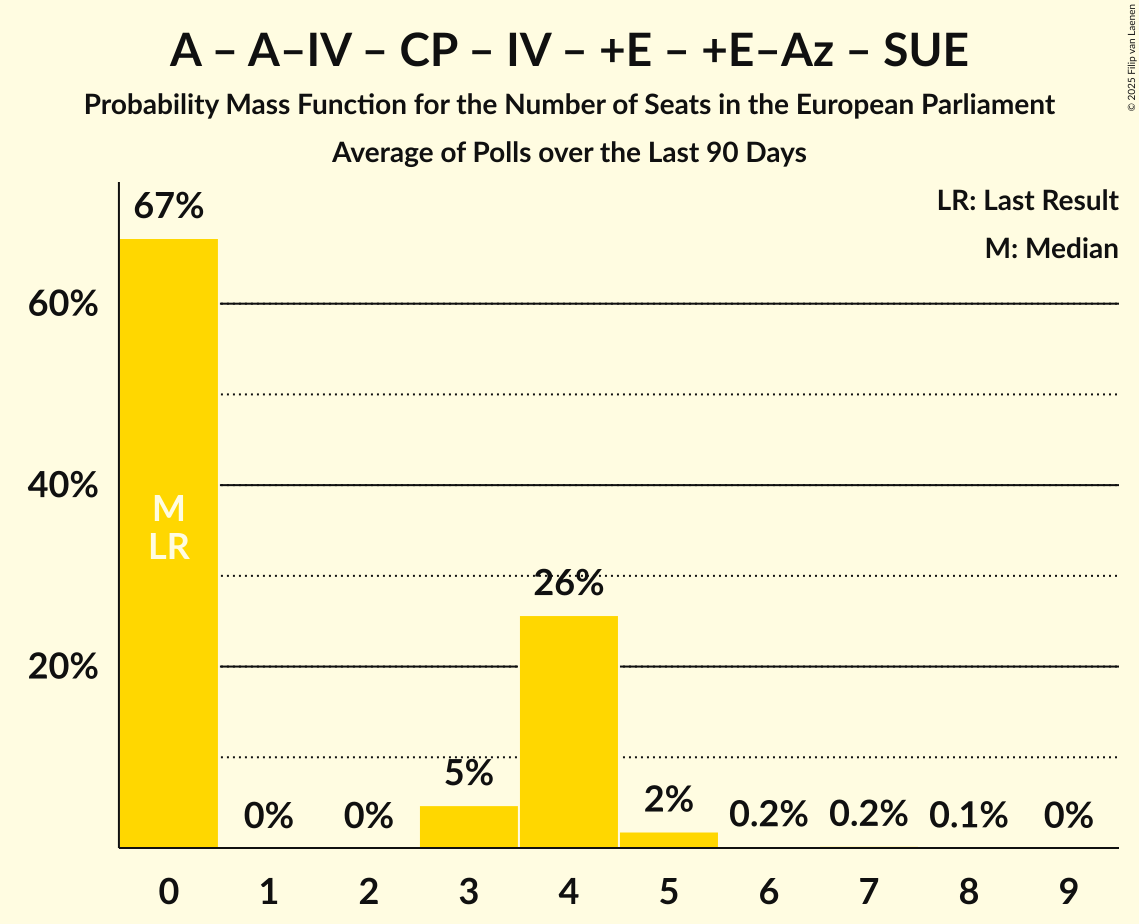 A – A–IV – CP – IV – +E – +E–Az – SUE
Probability Mass Function for the Number of Seats in the European Parliament
Average of Polls over the Last 90 Days
© 2025 Filip van Laenen
LR: Last Result
M: Median
67%
60%
40%
20%
M
LR
0%
0%
5%
26%
2%
0.2%
0.2%
0.1%
0%
0 1 2 3 4 5 6 7 8 9